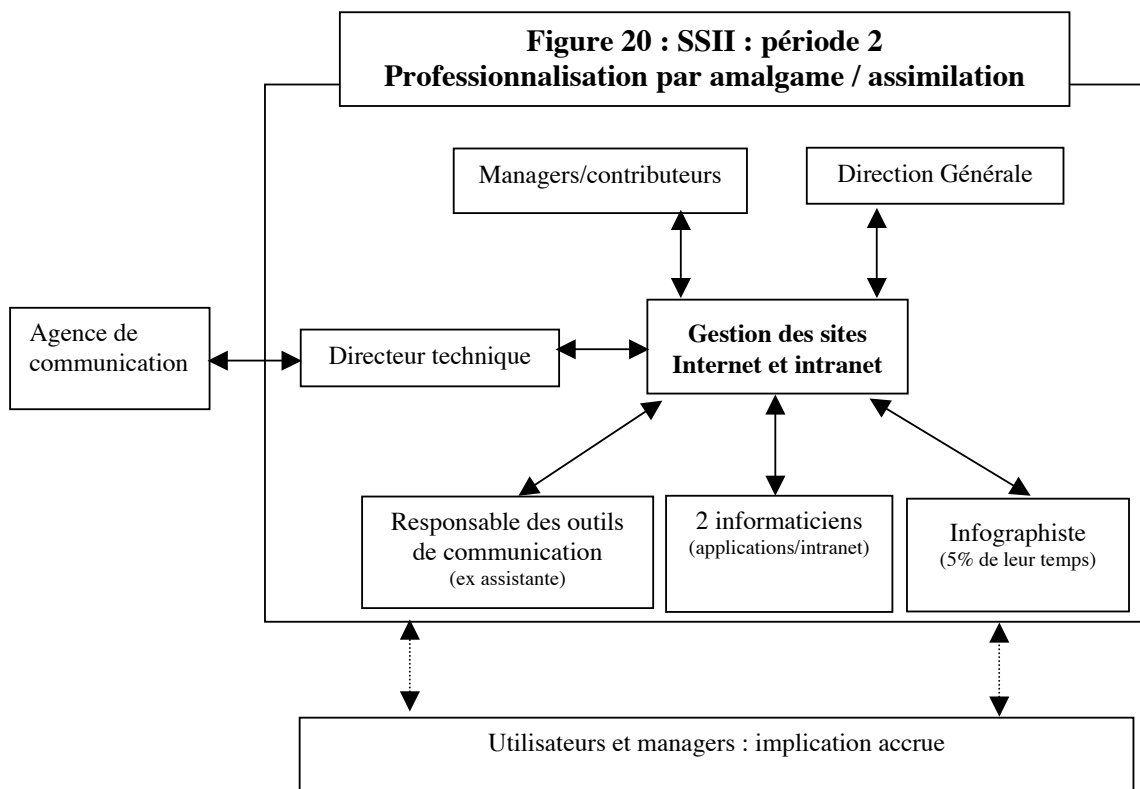 Figure 20 : SSII : période 2
Professionnalisation par amalgame / assimilation
Managers/contributeurs
Direction Générale
Agence de
communication
Directeur technique
Gestion des sites
Internet et intranet
Responsable des outils
de communication
(ex assistante)
2 informaticiens
(applications/intranet)
Infographiste
(5% de leur temps)
Utilisateurs et managers : implication accrue